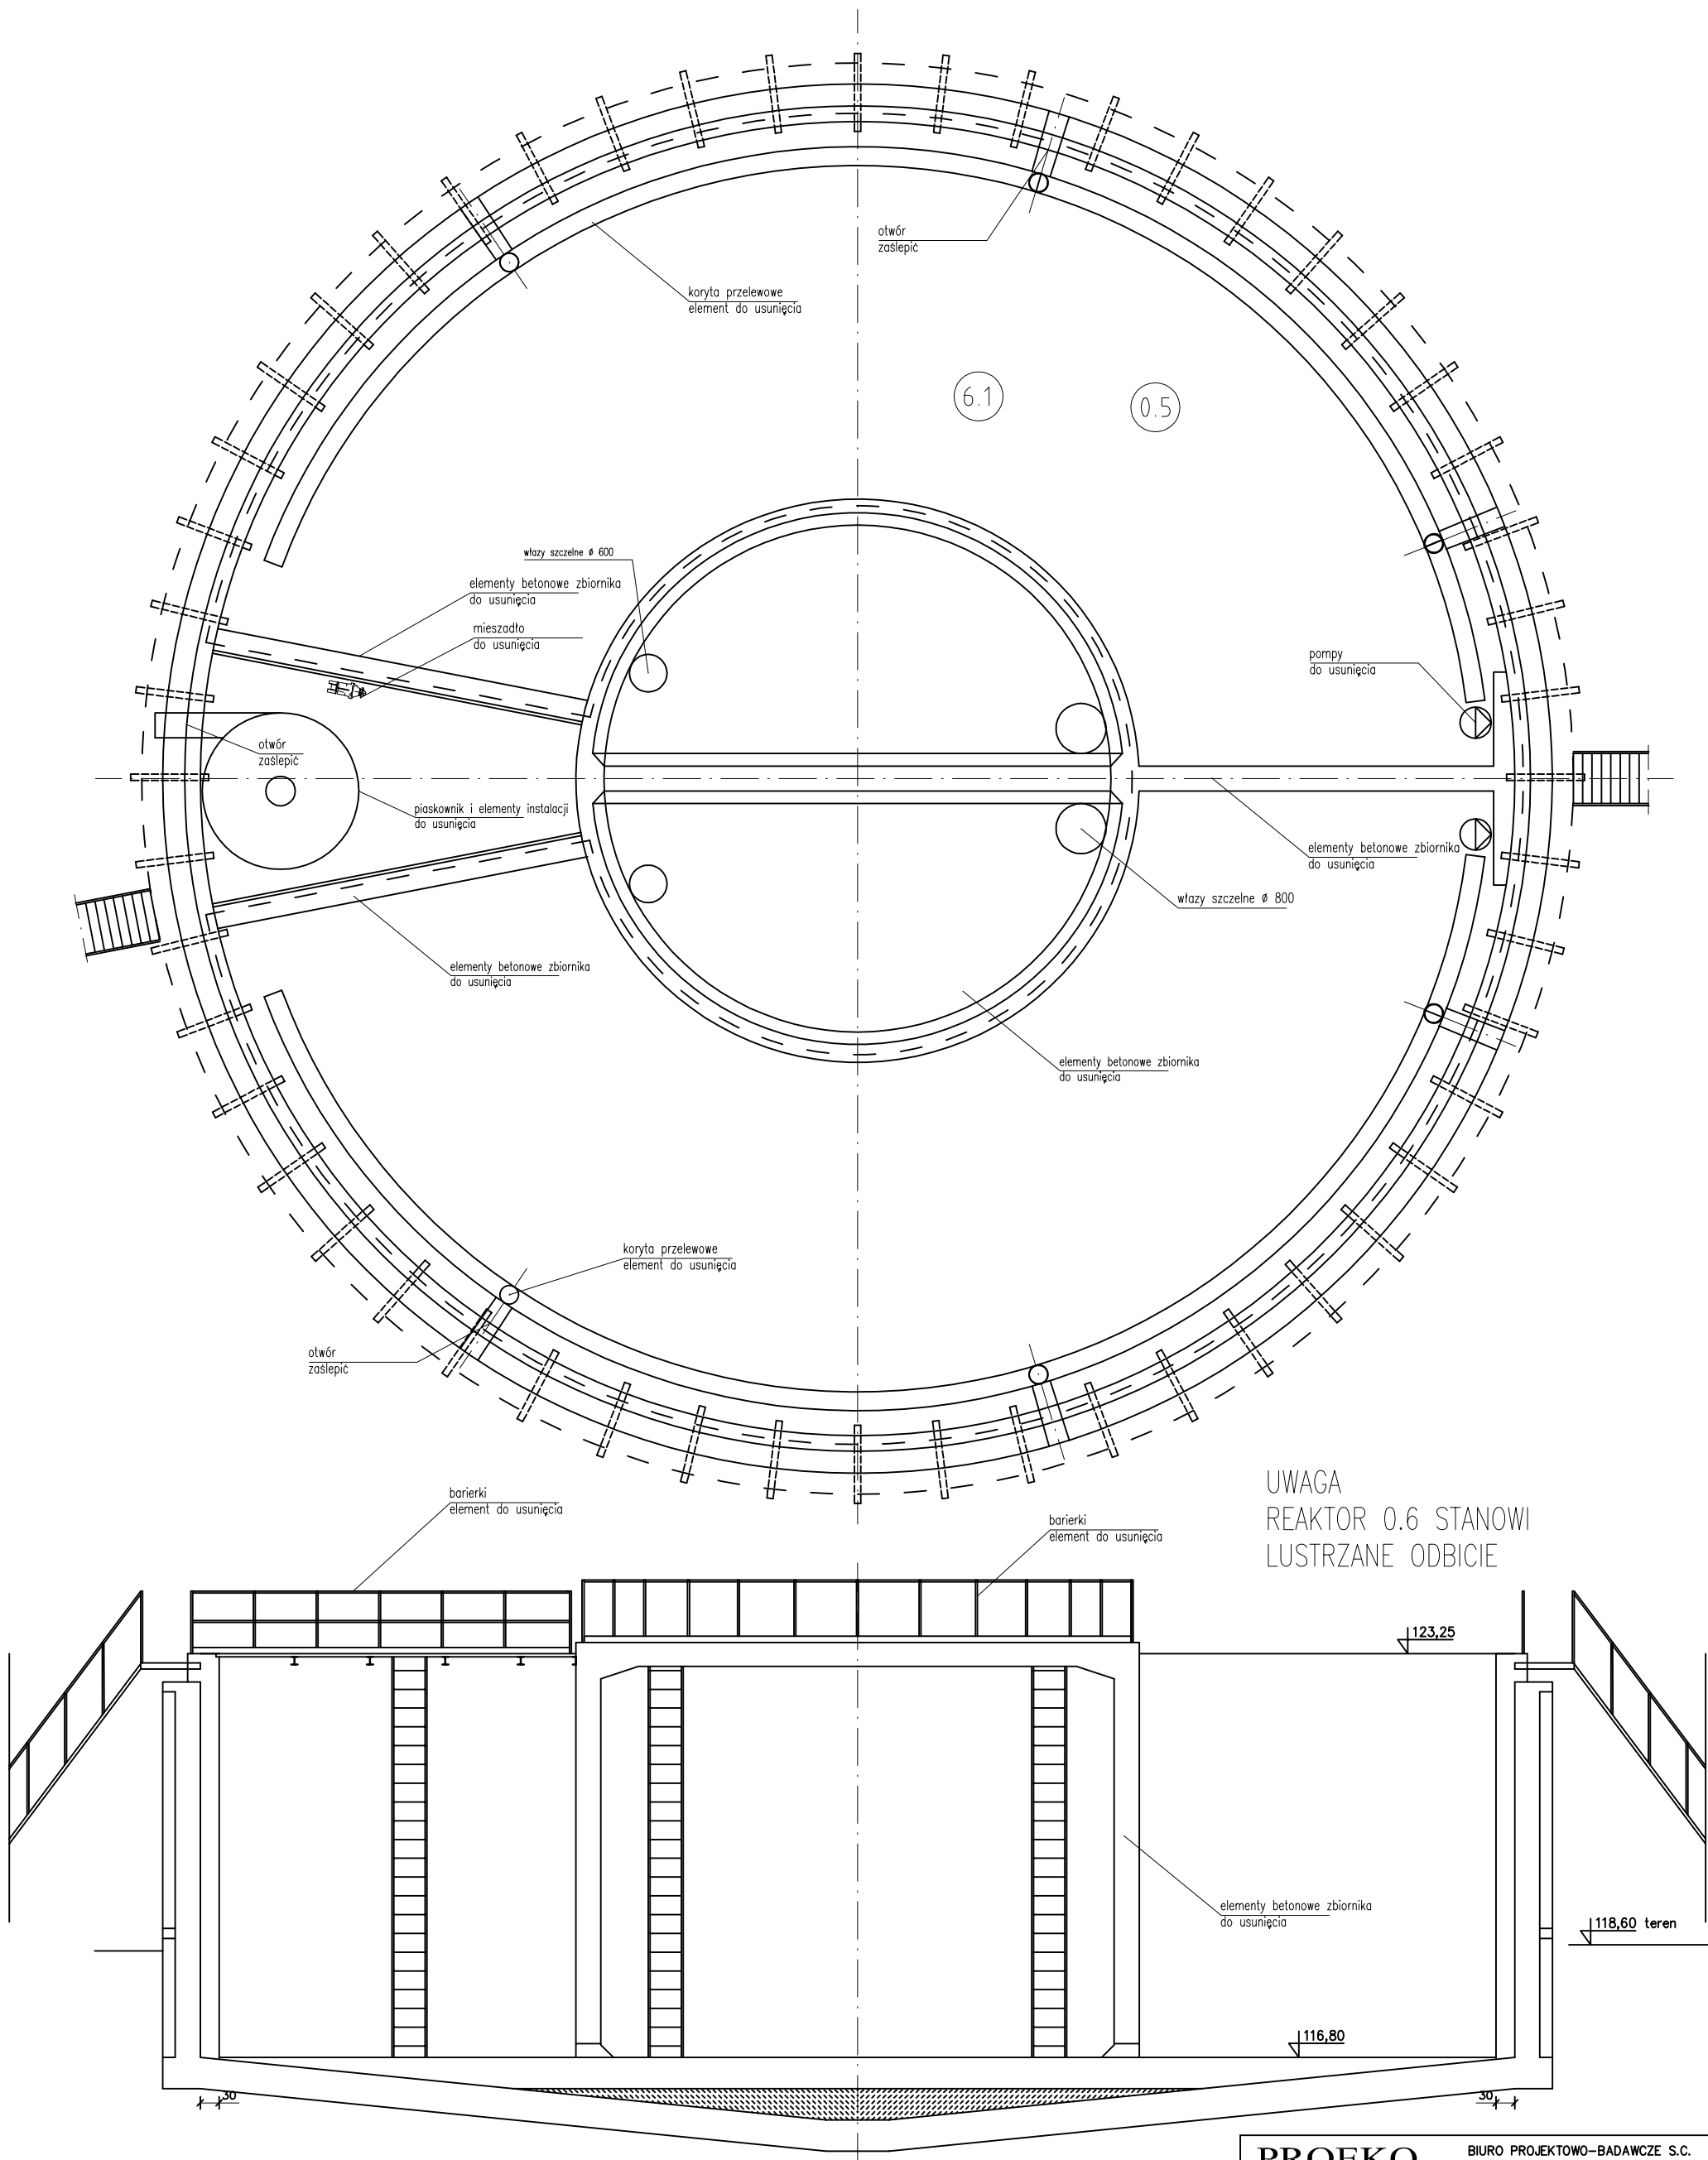 otwór
zaślepić
koryta przelewowe
element do usunięcia
6.1
0.5
włazy szczelne ø 600
elementy betonowe zbiornika
do usunięcia
mieszadło
do usunięcia
pompy
do usunięcia
otwór
zaślepić
piaskownik i elementy instalacji
do usunięcia
elementy betonowe zbiornika
do usunięcia
włazy szczelne ø 800
elementy betonowe zbiornika
do usunięcia
elementy betonowe zbiornika
do usunięcia
koryta przelewowe
element do usunięcia
otwór
zaślepić
UWAGA
REAKTOR 0.6 STANOWI
LUSTRZANE ODBICIE
barierki
element do usunięcia
barierki
element do usunięcia
123,25
elementy betonowe zbiornika
do usunięcia
118,60 teren
116,80
30
30
PROEKO
BIURO PROJEKTOWO-BADAWCZE S.C.